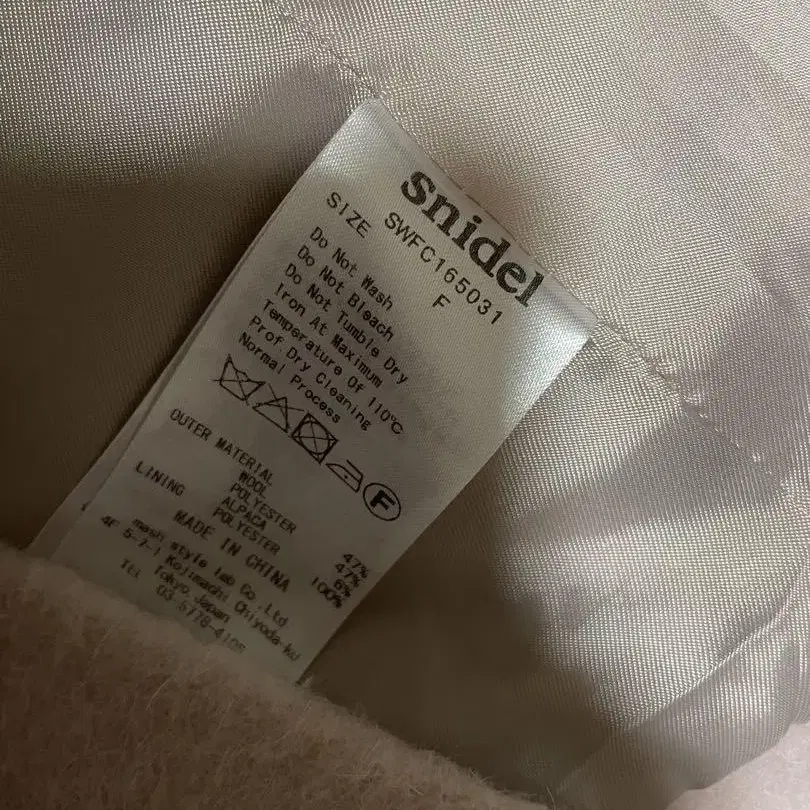 snidel
SWFC165031
SIZE F
Do Not Wash
Do Not Bleach
Do Not Tumble Dry
Iron At Maximum
Temperature Of 110℃
Prof.Dry Cleaning
Normal Process
F
OUTER MATERIAL
WOOL 47%
POLYESTER 47%
ALPACA 6%
LINING POLYESTER 100%
MADE IN CHINA
mash style lab Co.,Ltd
4F 5-2-1 Kojimachi Chiyoda-ku
Tokyo Japan
Tel 03-5778-4105